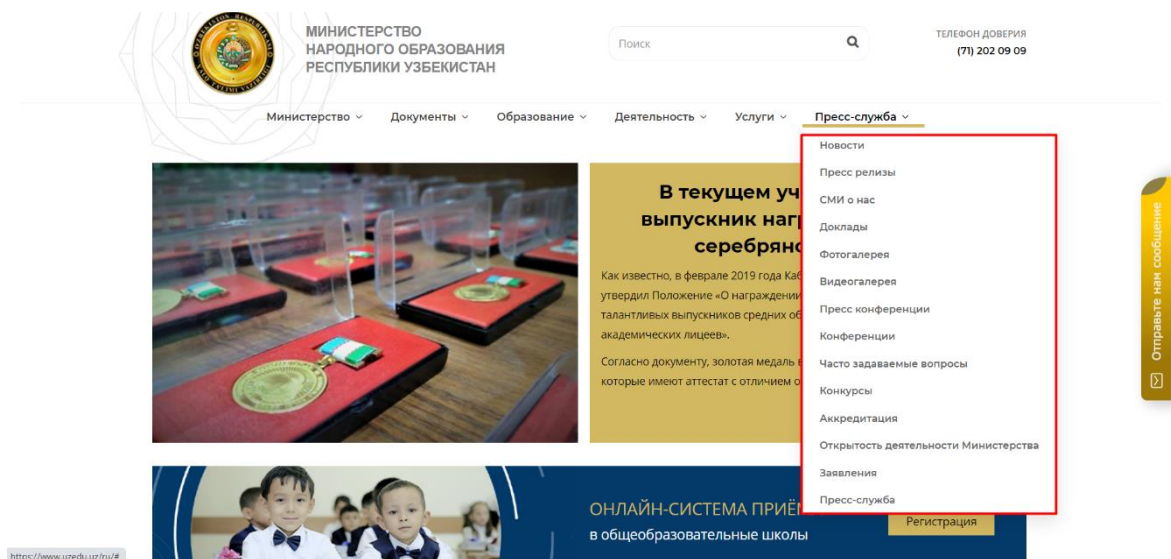 МИНИСТЕРСТВО
НАРОДНОГО ОБРАЗОВАНИЯ
РЕСПУБЛИКИ УЗБЕКИСТАН
Поиск
ТЕЛЕФОН ДОВЕРИЯ
(71) 202 09 09
Министерство Документы Образование Деятельность Услуги Пресс-служба
Новости
Пресс релизы
СМИ о нас
Доклады
Фотогалерея
Видеогалерея
Пресс конференции
Конференции
Часто задаваемые вопросы
Конкурсы
Аккредитация
Открытость деятельности Министерства
Заявления
Пресс-служба
В текущем уч
выпускник наг
серебрян
Как известно, в феврале 2019 года Ка
утвердил Положение «О награждении
талантливых выпускников средних об
академических лицеев».
Согласно документу, золотая медаль
которые имеют аттестат с отличием о
ОНЛАЙН-СИСТЕМА ПРИЁ
в общеобразовательные школы
Регистрация
Отправьте нам сообщение
https://www.uzedu.uz/ru/#